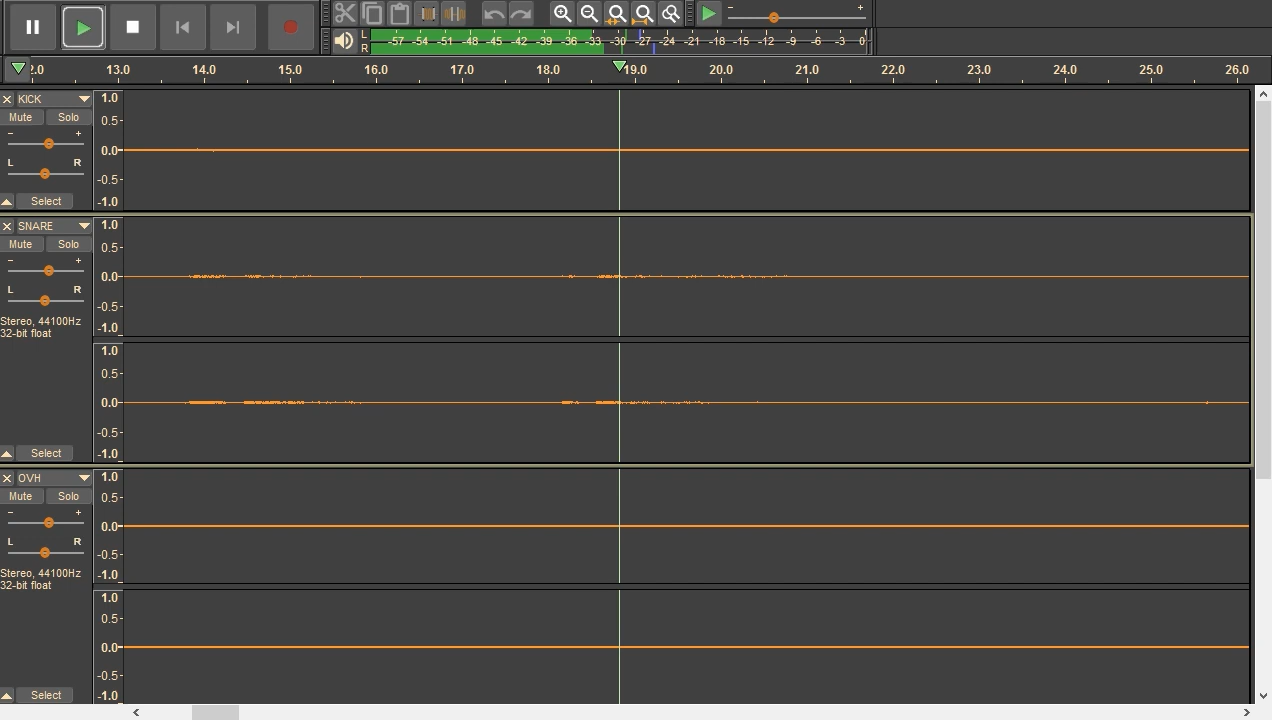 L -57 -54 -51 -48 -45 -42 -39 -36 -33 -30 -27 -24 -21 -18 -15 -12 -9 -6 -3 0
R
- +
2.0 13.0 14.0 15.0 16.0 17.0 18.0 19.0 20.0 21.0 22.0 23.0 24.0 25.0 26.0
KICK
Mute Solo
- +
L R
Select
1.0
0.5
0.0
-0.5
-1.0
SNARE
Mute Solo
- +
L R
Stereo, 44100Hz
32-bit float
Select
1.0
0.5
0.0
-0.5
-1.0
1.0
0.5
0.0
-0.5
-1.0
OVH
Mute Solo
- +
L R
Stereo, 44100Hz
32-bit float
Select
1.0
0.5
0.0
-0.5
-1.0
1.0
0.5
0.0
-0.5
-1.0